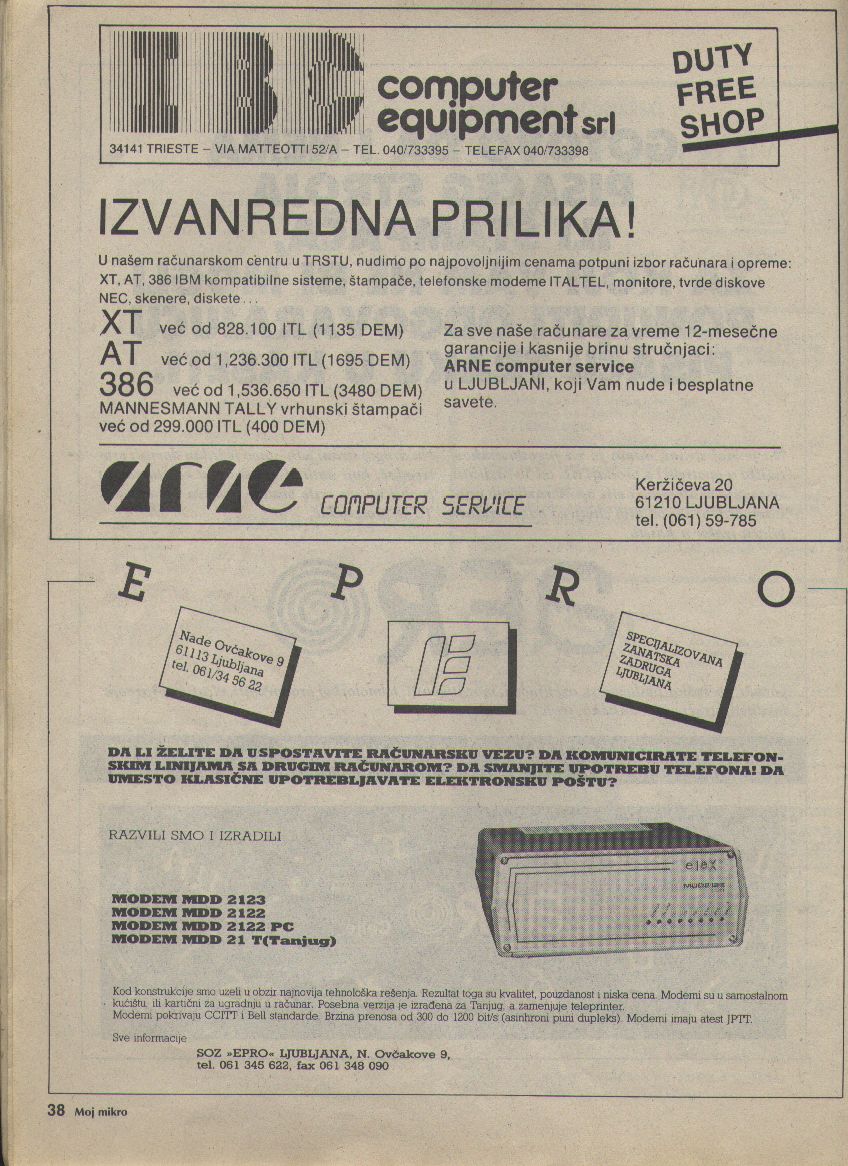 IBC computer
equipment srl
DUTY
FREE
SHOP
34141 TRIESTE – VIA MATTEOTTI 52/A – TEL. 040/733395 – TELEFAX 040/733398
IZVANREDNA PRILIKA!
U našem računarskom centru u TRSTU, nudimo po najpovoljnijim cenama potpuni izbor računara i opreme:
XT, AT, 386 IBM kompatibilne sisteme, štampače, telefonske modeme ITALTEL, monitore, tvrde diskove
NEC, skenere, diskete . . .
XT već od 828.100 ITL (1135 DEM)
AT već od 1,236.300 ITL (1695 DEM)
386 već od 1,536.650 ITL (3480 DEM)
MANNESMANN TALLY vrhunski štampači
već od 299.000 ITL (400 DEM)
Za sve naše računare za vreme 12-mesečne
garancije i kasnije brinu stručnjaci:
ARNE computer service
u LJUBLJANI, koji Vam nude i besplatne
savete.
arne COMPUTER SERVICE
Keržičeva 20
61210 LJUBLJANA
tel. (061) 59-785
E P R O
Nade Ovčakove 9
61113 Ljubljana
tel. 061/34 56 22
E
SPECIJALIZOVANA
ZANATSKA
ZADRUGA
LJUBLJANA
DA LI ŽELITE DA USPOSTAVITE RAČUNARSKU VEZU? DA KOMUNICIRATE TELEFON-
SKIM LINIJAMA SA DRUGIM RAČUNAROM? DA SMANJITE UPOTREBU TELEFONA! DA
UMESTO KLASIČNE UPOTREBLJAVATE ELEKTRONSKU POŠTU?
RAZVILI SMO I IZRADILI
MODEM MDD 2123
MODEM MDD 2122
MODEM MDD 2122 PC
MODEM MDD 21 T(Tanjug)
elax
Kod konstrukcije smo uzeli u obzir najnovija tehnološka rešenja. Rezultat toga su kvalitet, pouzdanost i niska cena. Modemi su u samostalnom
kućištu, ili kartični za ugradnju u računar. Posebna verzija je izrađena za Tanjug, a zamenjuje teleprinter.
Modemi pokrivaju CCITT i Bell standarde. Brzina prenosa od 300 do 1200 bit/s (asinhroni puni dupleks). Modemi imaju atest JPTT.
Sve informacije
SOZ »EPRO« LJUBLJANA, N. Ovčakove 9,
tel. 061 345 622, fax 061 348 090
38 Moj mikro